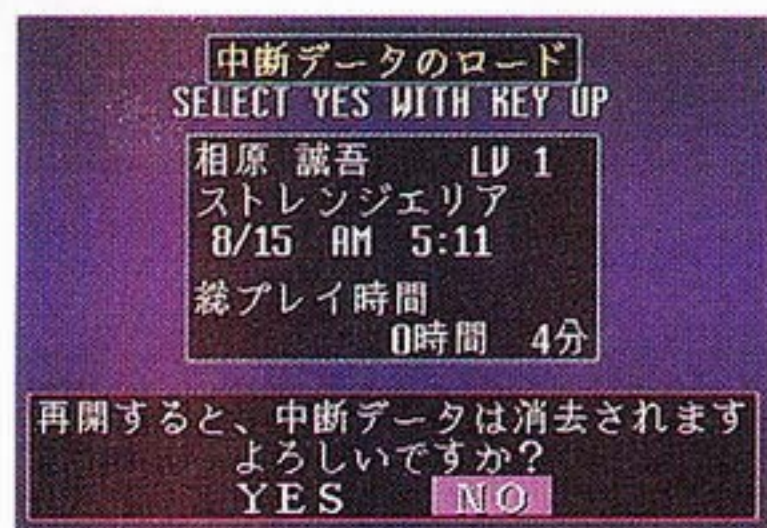 中断データのロード
SELECT YES WITH KEY UP
相原 誠吾 LV 1
ストレンジエリア
8/15 AM 5:11
総プレイ時間
0時間 4分
再開すると、中断データは消去されます
よろしいですか？
YES NO